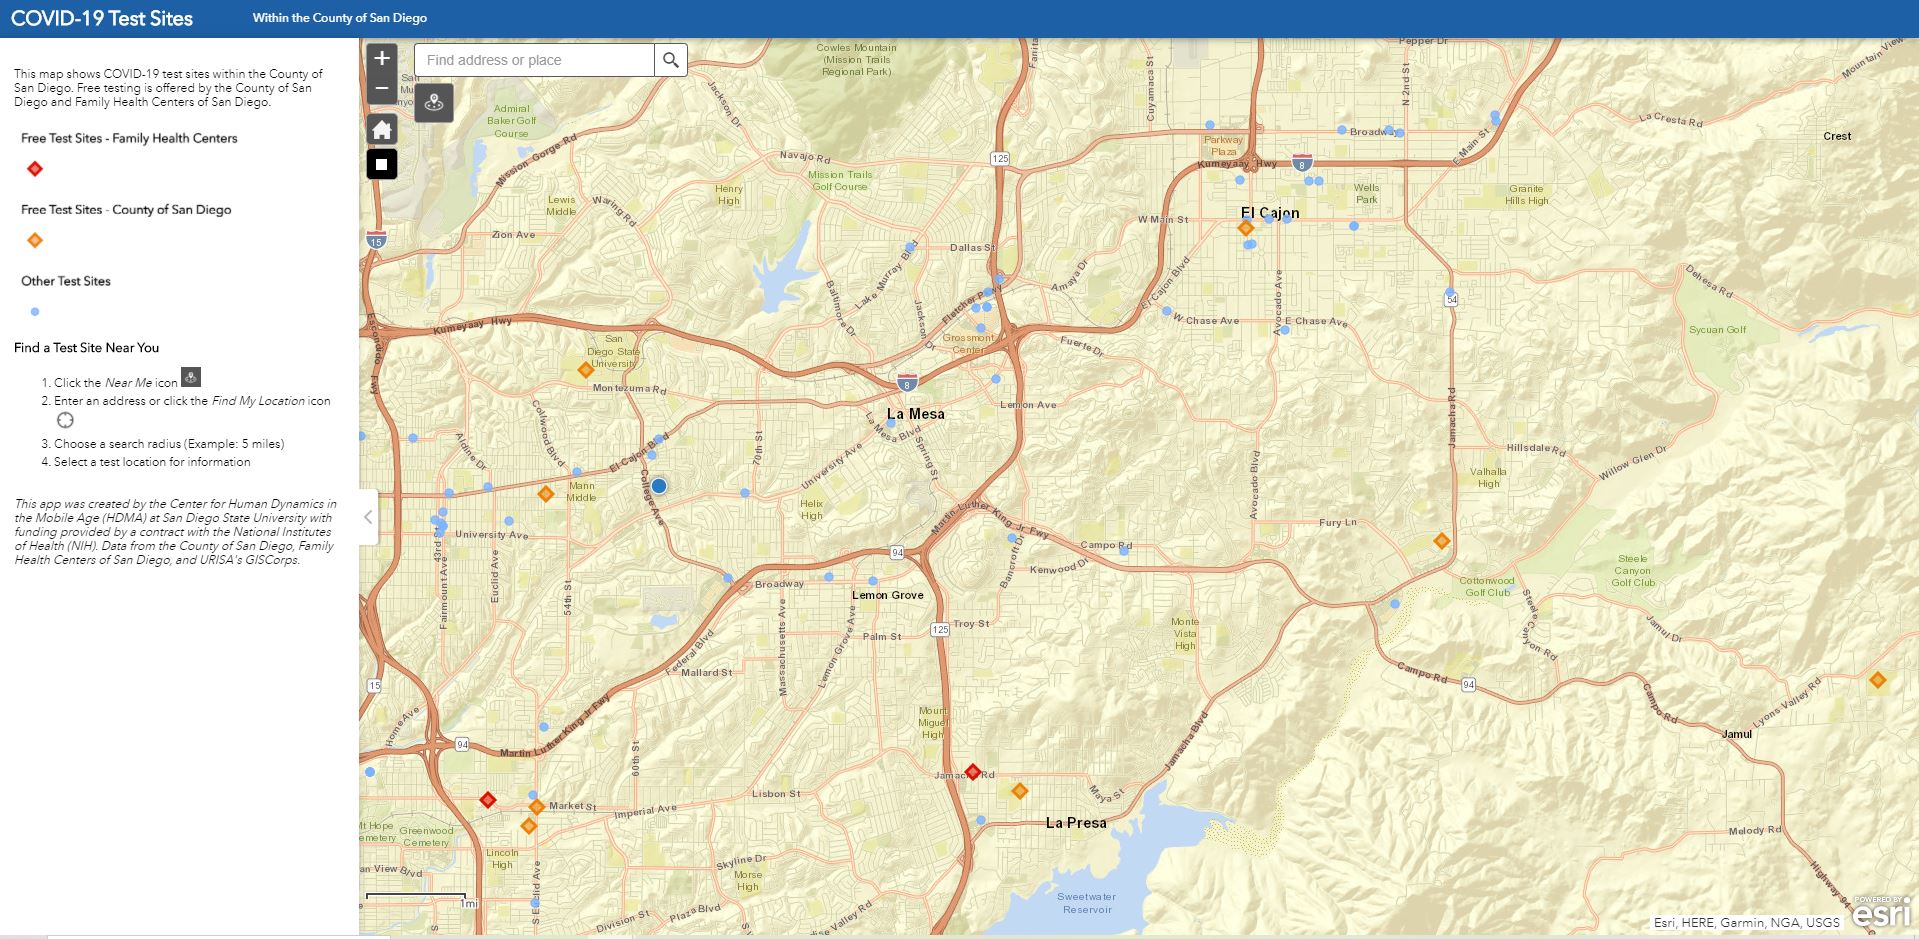 COVID-19 Test Sites
Within the County of San Diego
This map shows COVID-19 test sites within the County of
San Diego. Free testing is offered by the County of San
Diego and Family Health Centers of San Diego.
Free Test Sites - Family Health Centers
Free Test Sites - County of San Diego
Other Test Sites
Find a Test Site Near You
1. Click the Near Me icon
2. Enter an address or click the Find My Location icon
3. Choose a search radius (Example: 5 miles)
4. Select a test location for information
This app was created by the Center for Human Dynamics in
the Mobile Age (HDMA) at San Diego State University with
funding provided by a contract with the National Institutes
of Health (NIH). Data from the County of San Diego, Family
Health Centers of San Diego, and URISA's GISCorps.
+
−
Find address or place
Cowles Mountain
(Mission Trails
Regional Park)
Pepper Dr
Mountain View
Cuyamaca St
N 2nd St
Jackson Dr
Admiral
Baker Golf
Course
Mission Gorge Rd
La Cresta Rd
Crest
Broadway
E Main St
Parkway
Plaza
Kumeyaay Hwy
8
Navajo Rd
125
Mission Trails
Golf Course
Henry
High
Lewis
Middle
Waring Rd
Wells
Park
Granite
Hills High
W Main St
El Cajon
15
Zion Ave
Dallas St
Lake Murray Blvd
Baltimore Dr
Amaya Dr
El Cajon Blvd
Avocado Ave
Dehesa Rd
Fletcher Pkwy
54
Escondido Fwy
Kumeyaay Hwy
Jackson Dr
W Chase Ave
E Chase Ave
Sycuan Golf
San
Diego State
University
Grossmont
Center
Fuerte Dr
Montezuma Rd
8
Lemon Ave
La Mesa
La Mesa Blvd
Collwood Blvd
Aldine Dr
El Cajon Blvd
70th St
University Ave
Spring St
Jamacha Rd
Hillsdale Rd
Willow Glen Dr
Avocado Blvd
Valhalla
High
Mann
Middle
College Ave
Helix
High
Martin Luther King Jr Fwy
Fury Ln
University Ave
43rd St
94
Campo Rd
Bancroft Dr
Kenwood Dr
Steele
Canyon
Golf Club
Cottonwood
Golf Club
Euclid Ave
Fairmount Ave
54th St
Broadway
Lemon Grove
Massachusetts Ave
Lemon Grove Ave
125
Troy St
Palm St
Monte
Vista
High
Steele Canyon Rd
Jamul Dr
Federal Blvd
Mallard St
15
Campo Rd
94
Campo Rd
Lyons Valley Rd
Home Ave
Mount
Miguel
High
Jamul
94
Martin Luther King Jr Fwy
60th St
Jamacha Blvd
Jamacha Rd
Maya St
Lisbon St
Market St
Imperial Ave
La Presa
Mt Hope
Cemetery
Greenwood
Cemetery
Melody Rd
Lincoln
High
Skyline Dr
Morse
High
S Euclid Ave
1mi
Division St
Plaza Blvd
Sweetwater
Reservoir
Highway 94
POWERED BY
esri
Esri, HERE, Garmin, NGA, USGS